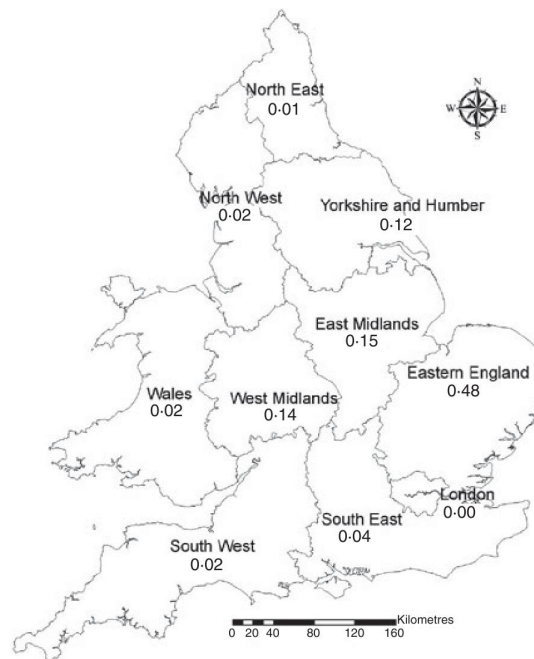 North East
0·01
N
W E
S
North West
0·02
Yorkshire and Humber
0·12
East Midlands
0·15
Eastern England
0·48
Wales
0·02
West Midlands
0·14
London
0·00
South East
0·04
South West
0·02
Kilometres
0 10 20 40 80 120 160